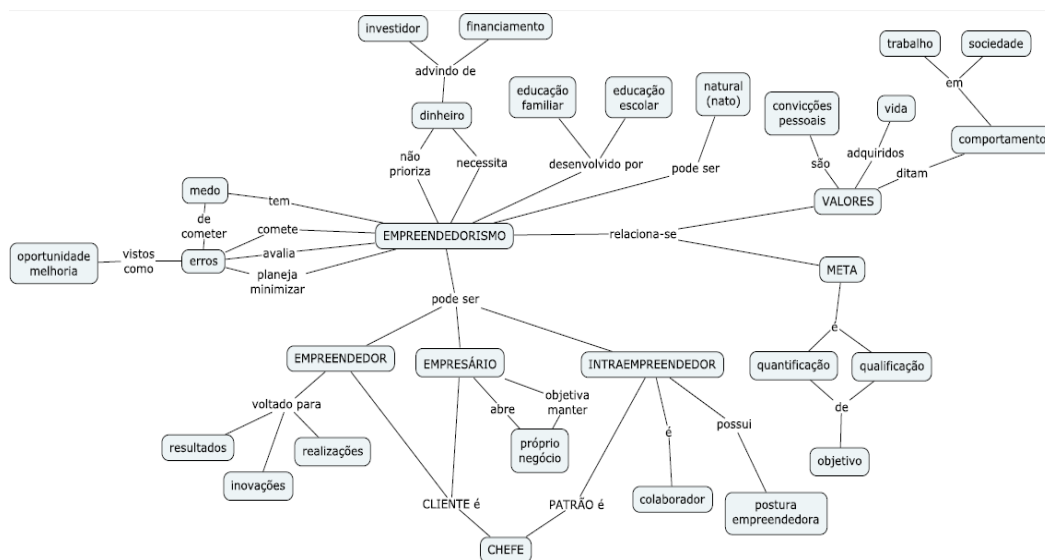 investidor
financiamento
trabalho
sociedade
advindo de
em
educação
familiar
educação
escolar
natural
(nato)
convicções
pessoais
vida
dinheiro
comportamento
não
prioriza
necessita
desenvolvido por
pode ser
são
adquiridos
ditam
medo
tem
VALORES
de
cometer
comete
EMPREENDEDORISMO
relaciona-se
oportunidade
melhoria
vistos
como
erros
avalia
planeja
minimizar
META
pode ser
é
EMPREENDEDOR
EMPRESÁRIO
INTRAEMPREENDEDOR
quantificação
qualificação
voltado para
abre
objetiva
manter
de
resultados
realizações
inovações
próprio
negócio
é
possui
objetivo
CLIENTE é
PATRÃO é
colaborador
postura
empreendedora
CHEFE